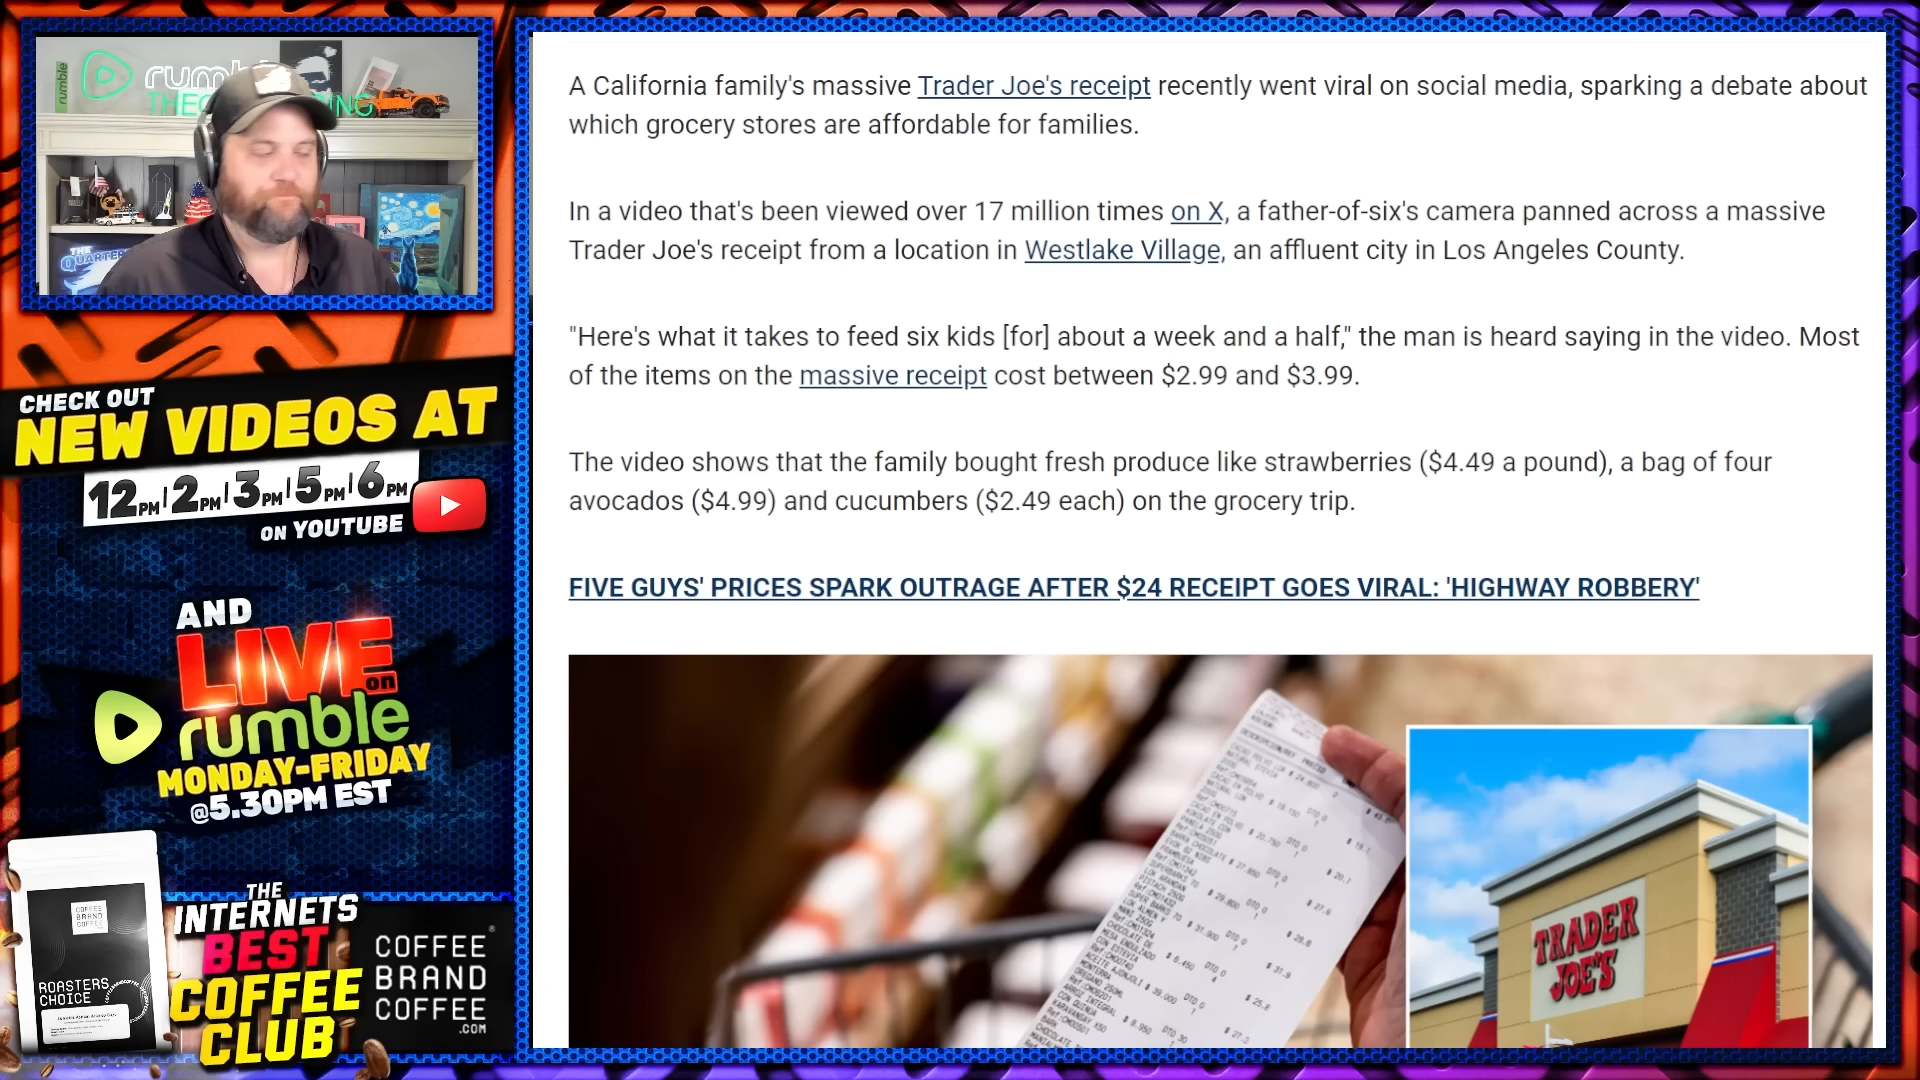 rumble
rumble
THE QUARTERING
THE
QUARTER
CHECK OUT
NEW VIDEOS AT
12PM | 2PM | 3PM | 5PM | 6PM
ON YOUTUBE
AND
LIVE
on
rumble
MONDAY-FRIDAY
@5.30PM EST
COFFEE
BRAND
COFFEE
ROASTERS
CHOICE
THE
INTERNETS
BEST
COFFEE
CLUB
COFFEE®
BRAND
COFFEE
.COM
A California family's massive Trader Joe's receipt recently went viral on social media, sparking a debate about
which grocery stores are affordable for families.
In a video that's been viewed over 17 million times on X, a father-of-six's camera panned across a massive
Trader Joe's receipt from a location in Westlake Village, an affluent city in Los Angeles County.
"Here's what it takes to feed six kids [for] about a week and a half," the man is heard saying in the video. Most
of the items on the massive receipt cost between $2.99 and $3.99.
The video shows that the family bought fresh produce like strawberries ($4.49 a pound), a bag of four
avocados ($4.99) and cucumbers ($2.49 each) on the grocery trip.
FIVE GUYS' PRICES SPARK OUTRAGE AFTER $24 RECEIPT GOES VIRAL: 'HIGHWAY ROBBERY'
TRADER
JOE'S